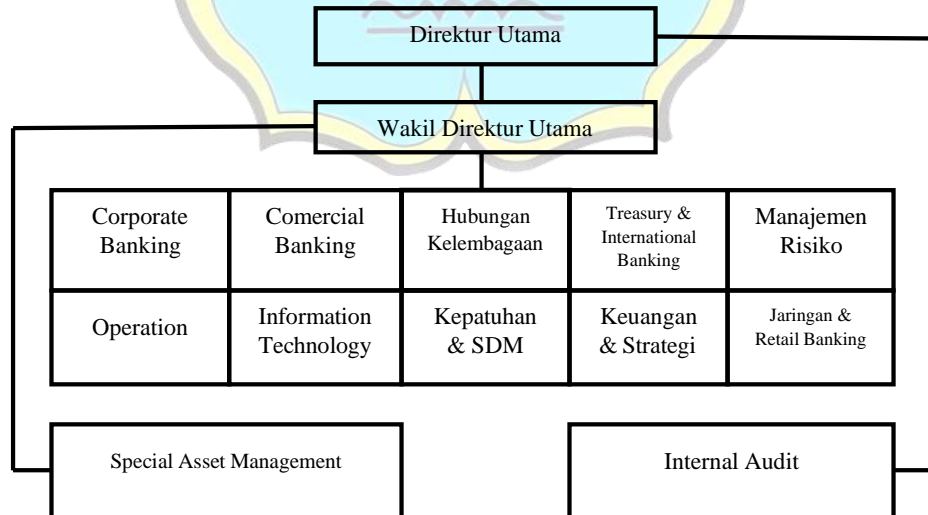 Direktur Utama
Wakil Direktur Utama
Corporate
Banking
Comercial
Banking
Hubungan
Kelembagaan
Treasury &
International
Banking
Manajemen
Risiko
Operation
Information
Technology
Kepatuhan
& SDM
Keuangan
& Strategi
Jaringan &
Retail Banking
Special Asset Management
Internal Audit